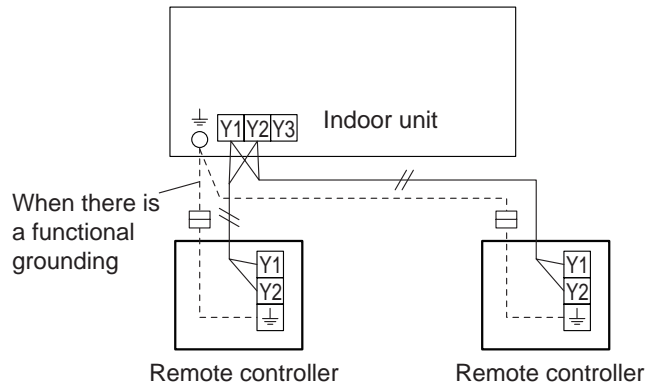 Indoor unit
Y1 Y2 Y3
When there is
a functional
grounding
Y1
Y2
Y1
Y2
Remote controller
Remote controller